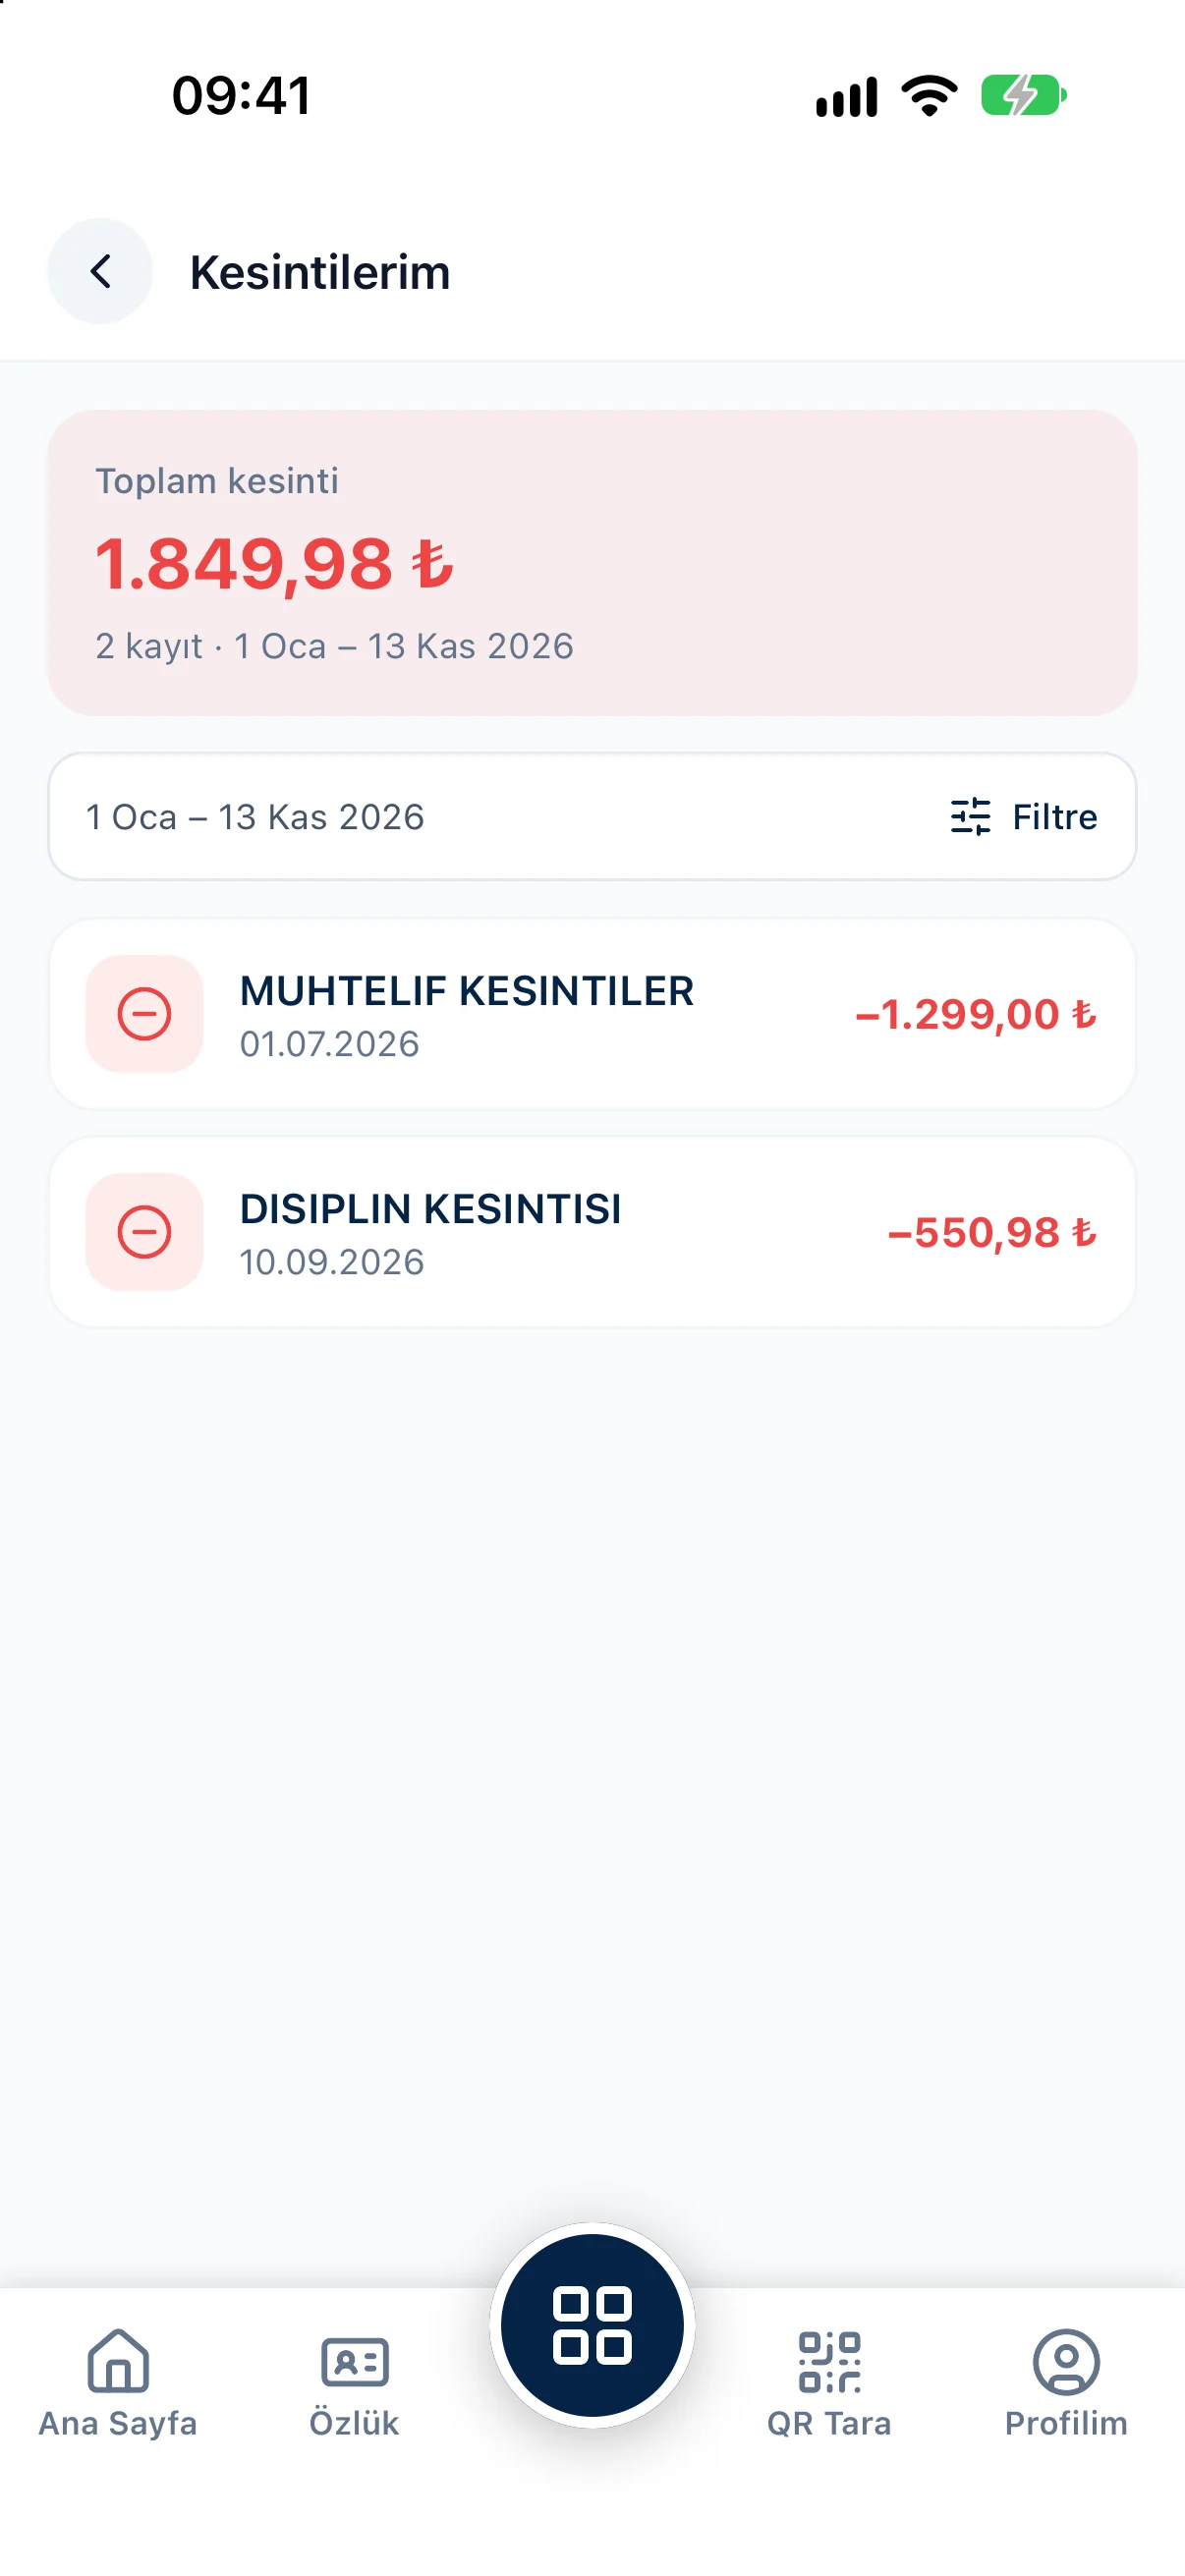 09:41
Kesintilerim
Toplam kesinti
1.849,98 ₺
2 kayıt · 1 Oca – 13 Kas 2026
1 Oca – 13 Kas 2026
Filtre
MUHTELIF KESINTILER
01.07.2026
–1.299,00 ₺
DISIPLIN KESINTISI
10.09.2026
–550,98 ₺
Ana Sayfa
Özlük
QR Tara
Profilim